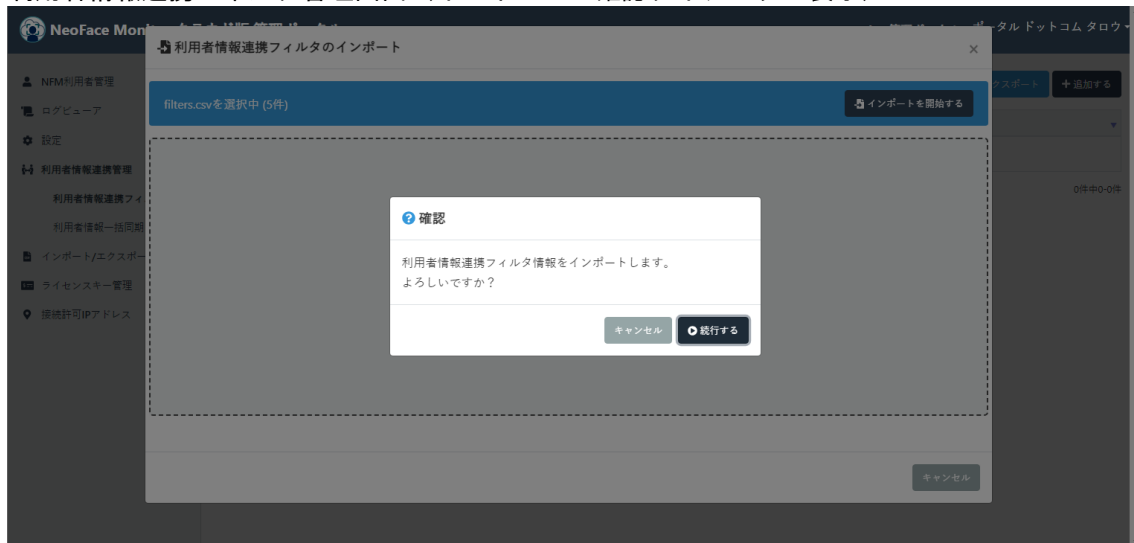 NeoFace Mon
タルドットコム タロウ
利用者情報連携フィルタのインポート
×
NFM利用者管理
クスポート
+追加する
filters.csvを選択中 (5件)
インポートを開始する
ログビューア
設定
利用者情報連携管理
利用者情報連携フィ
0件中0-0件
利用者情報一括同期
確認
インポート/エクスポー
利用者情報連携フィルタ情報をインポートします。
よろしいですか？
ライセンスキー管理
接続許可IPアドレス
キャンセル
続行する
キャンセル